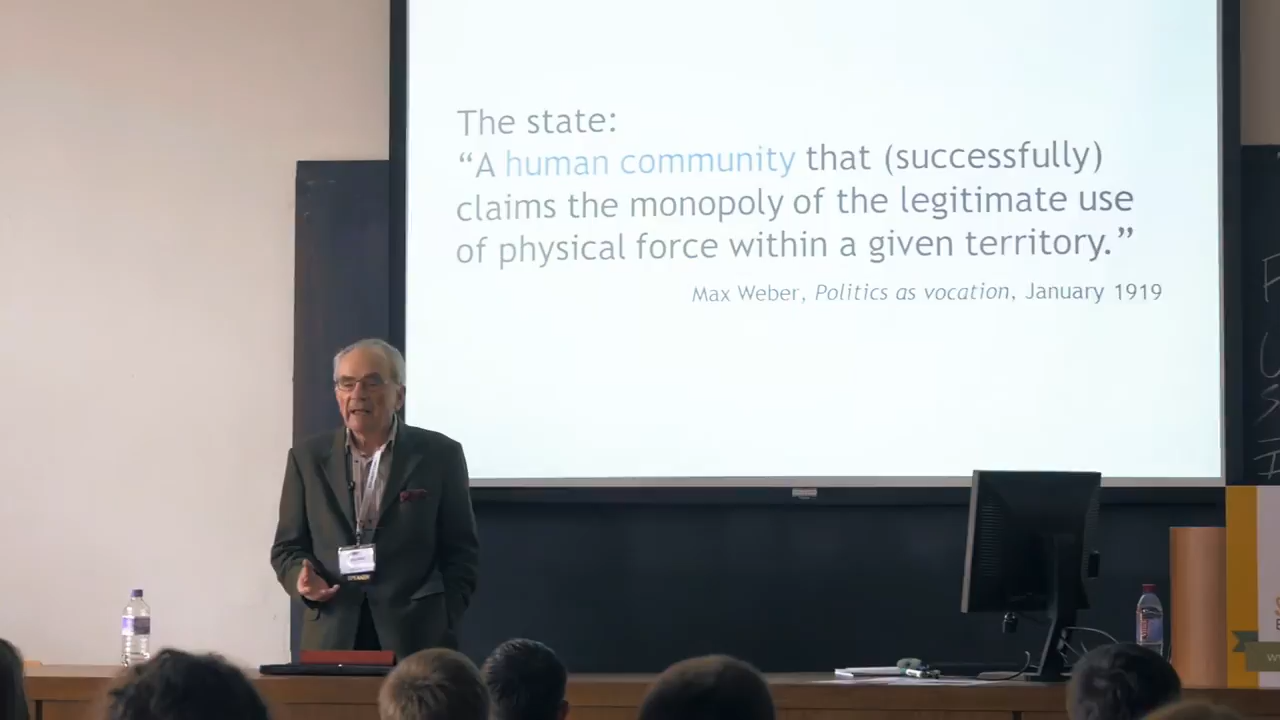 The state:
“A human community that (successfully)
claims the monopoly of the legitimate use
of physical force within a given territory.”
Max Weber, Politics as vocation, January 1919
SPEAKER